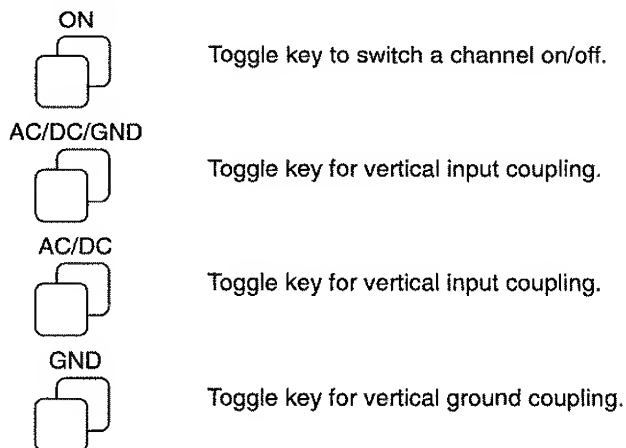 ON
Toggle key to switch a channel on/off.
AC/DC/GND
Toggle key for vertical input coupling.
AC/DC
Toggle key for vertical input coupling.
GND
Toggle key for vertical ground coupling.